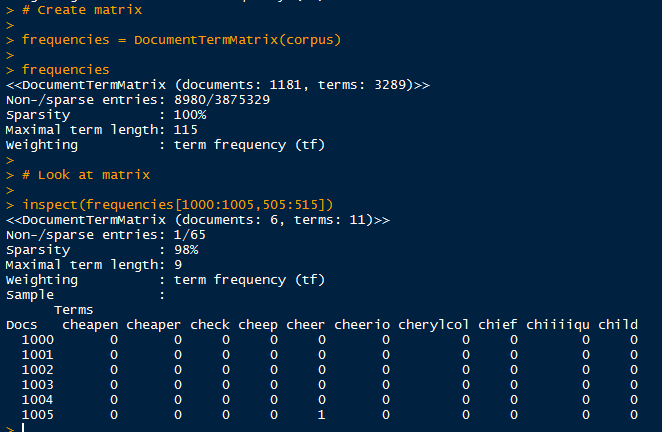 > # Create matrix
>
> frequencies = DocumentTermMatrix(corpus)
>
> frequencies
<<DocumentTermMatrix (documents: 1181, terms: 3289)>>
Non-/sparse entries: 8980/3875329
Sparsity           : 100%
Maximal term length: 115
Weighting          : term frequency (tf)
>
> # Look at matrix
>
> inspect(frequencies[1000:1005,505:515])
<<DocumentTermMatrix (documents: 6, terms: 11)>>
Non-/sparse entries: 1/65
Sparsity           : 98%
Maximal term length: 9
Weighting          : term frequency (tf)
Sample             :
      Terms
Docs   cheapen cheaper check cheep cheer cheerio cherylcol chief chiiiiqu child
  1000       0       0     0     0     0       0         0     0        0     0
  1001       0       0     0     0     0       0         0     0        0     0
  1002       0       0     0     0     0       0         0     0        0     0
  1003       0       0     0     0     0       0         0     0        0     0
  1004       0       0     0     0     0       0         0     0        0     0
  1005       0       0     0     0     1       0         0     0        0     0
>